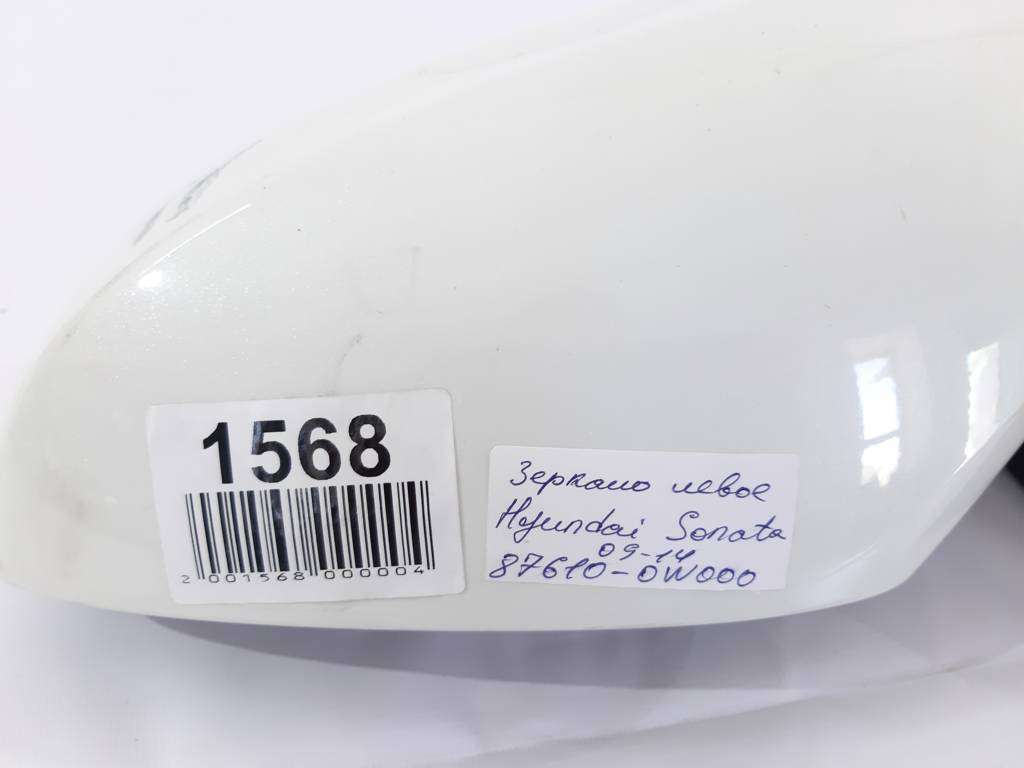 1568
2 001568 000004
Зеркало левое
Hyundai Sonata
09-14
87610-0W000